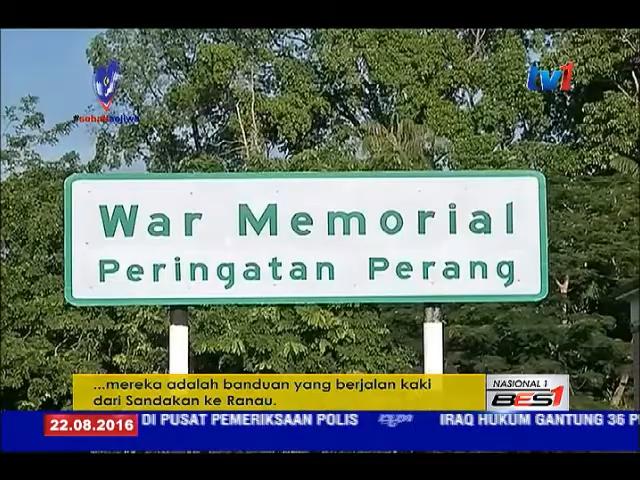 tv1
#sehatisejiwa
War Memorial
Peringatan Perang
...mereka adalah banduan yang berjalan kaki
dari Sandakan ke Ranau.
NASIONAL 1
BES1
22.08.2016
DI PUSAT PEMERIKSAAN POLIS
IRAQ HUKUM GANTUNG 36